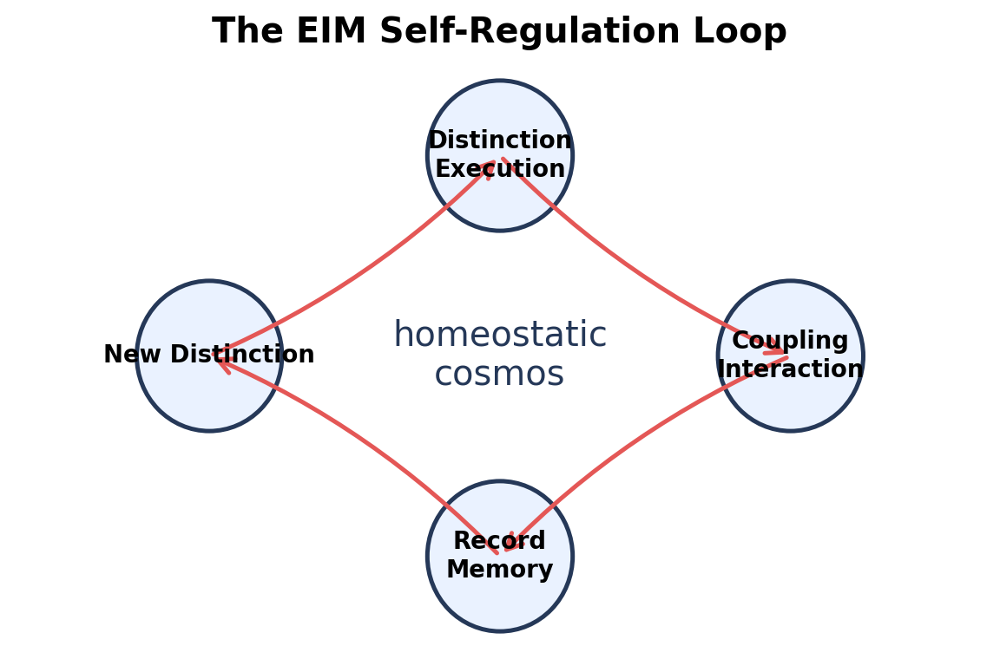 The EIM Self-Regulation Loop
Distinction
Execution
New Distinction
homeostatic
cosmos
Coupling
Interaction
Record
Memory